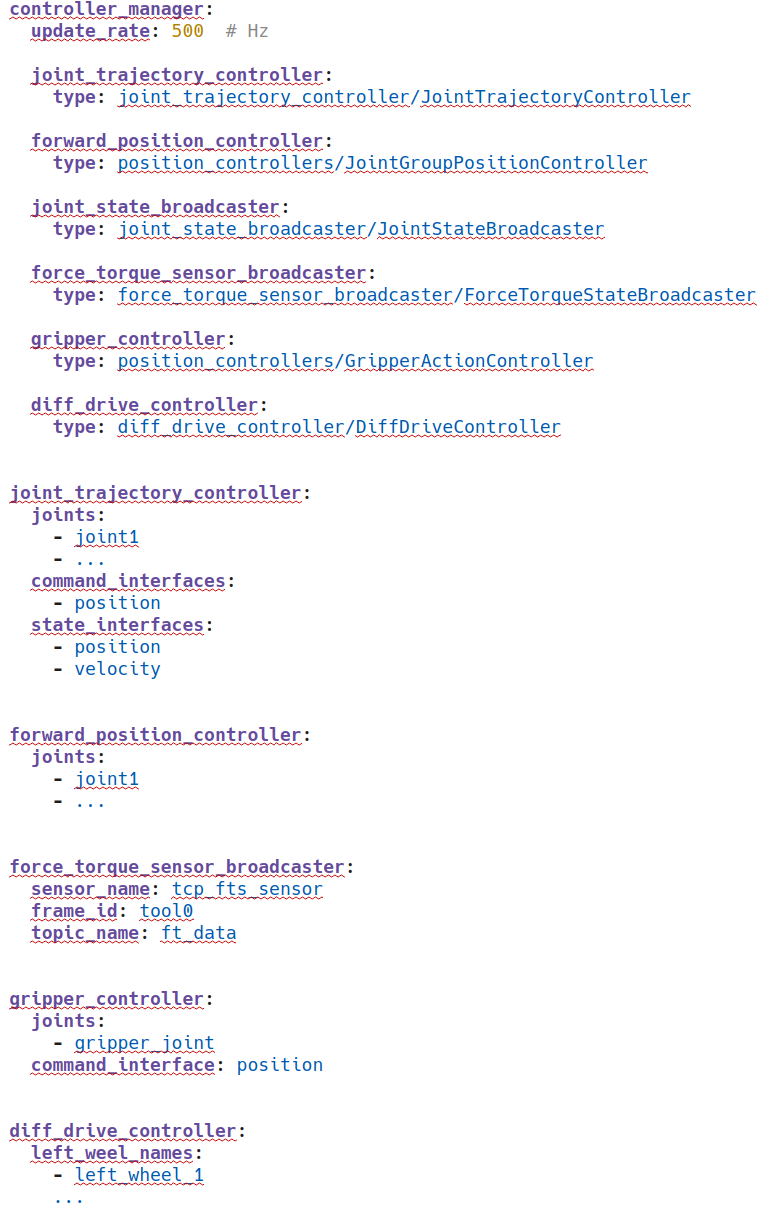 controller_manager:
  update_rate: 500  # Hz
  joint_trajectory_controller:
    type: joint_trajectory_controller/JointTrajectoryController
  forward_position_controller:
    type: position_controllers/JointGroupPositionController
  joint_state_broadcaster:
    type: joint_state_broadcaster/JointStateBroadcaster
  force_torque_sensor_broadcaster:
    type: force_torque_sensor_broadcaster/ForceTorqueStateBroadcaster
  gripper_controller:
    type: position_controllers/GripperActionController
  diff_drive_controller:
    type: diff_drive_controller/DiffDriveController
joint_trajectory_controller:
  joints:
    - joint1
    - ...
  command_interfaces:
    - position
  state_interfaces:
    - position
    - velocity
forward_position_controller:
  joints:
    - joint1
    - ...
force_torque_sensor_broadcaster:
  sensor_name: tcp_fts_sensor
  frame_id: tool0
  topic_name: ft_data
gripper_controller:
  joints:
    - gripper_joint
  command_interface: position
diff_drive_controller:
  left_weel_names:
    - left_wheel_1
    ...